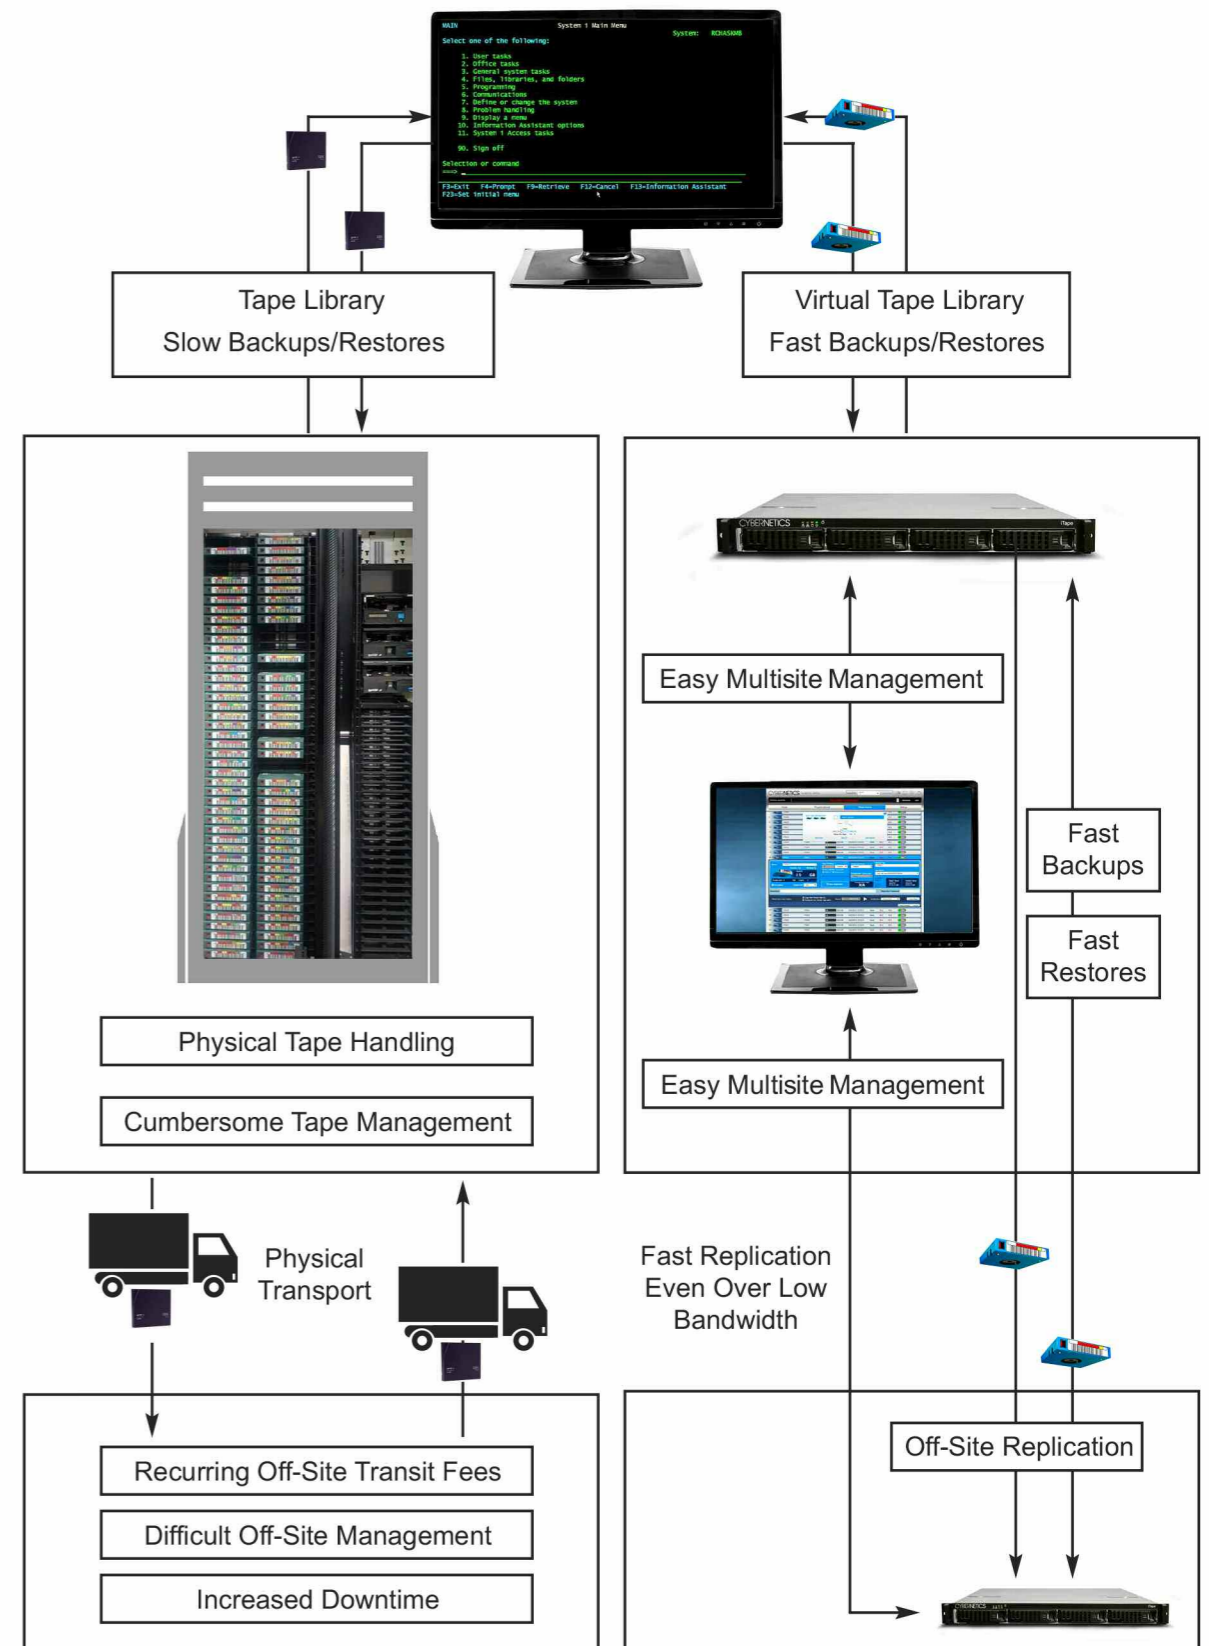 MAIN System i Main Menu
System: RCHASKMB
Select one of the following:
1. User tasks
2. Office tasks
3. General system tasks
4. Files, libraries, and folders
5. Programming
6. Communications
7. Define or change the system
8. Problem handling
9. Display a menu
10. Information Assistant options
11. System i Access tasks
90. Sign off
Selection or command
===>
F3=Exit F4=Prompt F9=Retrieve F12=Cancel F13=Information Assistant
F23=Set initial menu
Tape Library
Slow Backups/Restores
Virtual Tape Library
Fast Backups/Restores
CYBERNETICS iTape
Easy Multisite Management
CYBERNETICS
Fast
Backups
Fast
Restores
Physical Tape Handling
Easy Multisite Management
Cumbersome Tape Management
Physical
Transport
Fast Replication
Even Over Low
Bandwidth
Off-Site Replication
Recurring Off-Site Transit Fees
Difficult Off-Site Management
Increased Downtime
CYBERNETICS